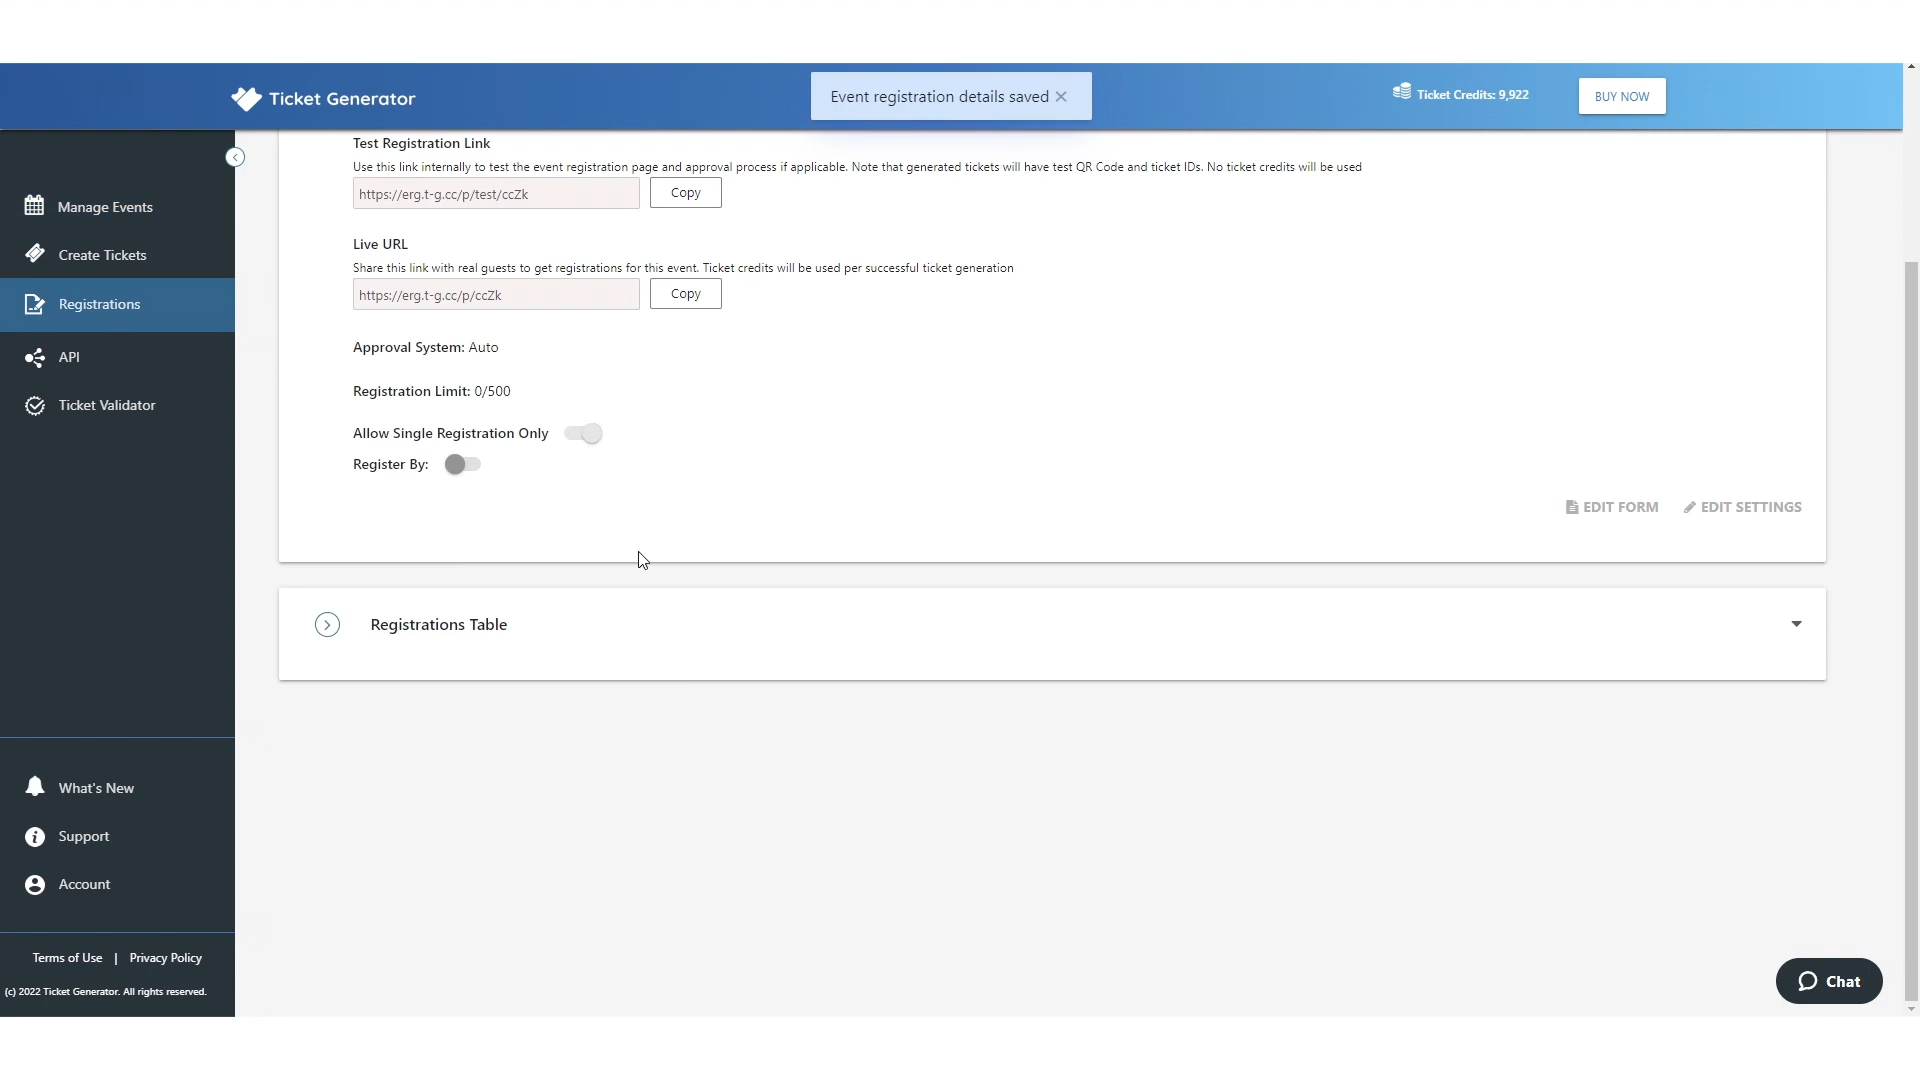 Ticket Generator
Event registration details saved
Ticket Credits: 9,922
BUY NOW
Test Registration Link
Use this link internally to test the event registration page and approval process if applicable. Note that generated tickets will have test QR Code and ticket IDs. No ticket credits will be used
https://erg.t-g.cc/p/test/ccZk
Copy
Manage Events
Create Tickets
Registrations
API
Ticket Validator
Live URL
Share this link with real guests to get registrations for this event. Ticket credits will be used per successful ticket generation
https://erg.t-g.cc/p/ccZk
Copy
Approval System: Auto
Registration Limit: 0/500
Allow Single Registration Only
Register By:
EDIT FORM
EDIT SETTINGS
Registrations Table
What's New
Support
Account
Terms of Use | Privacy Policy
(c) 2022 Ticket Generator. All rights reserved.
Chat